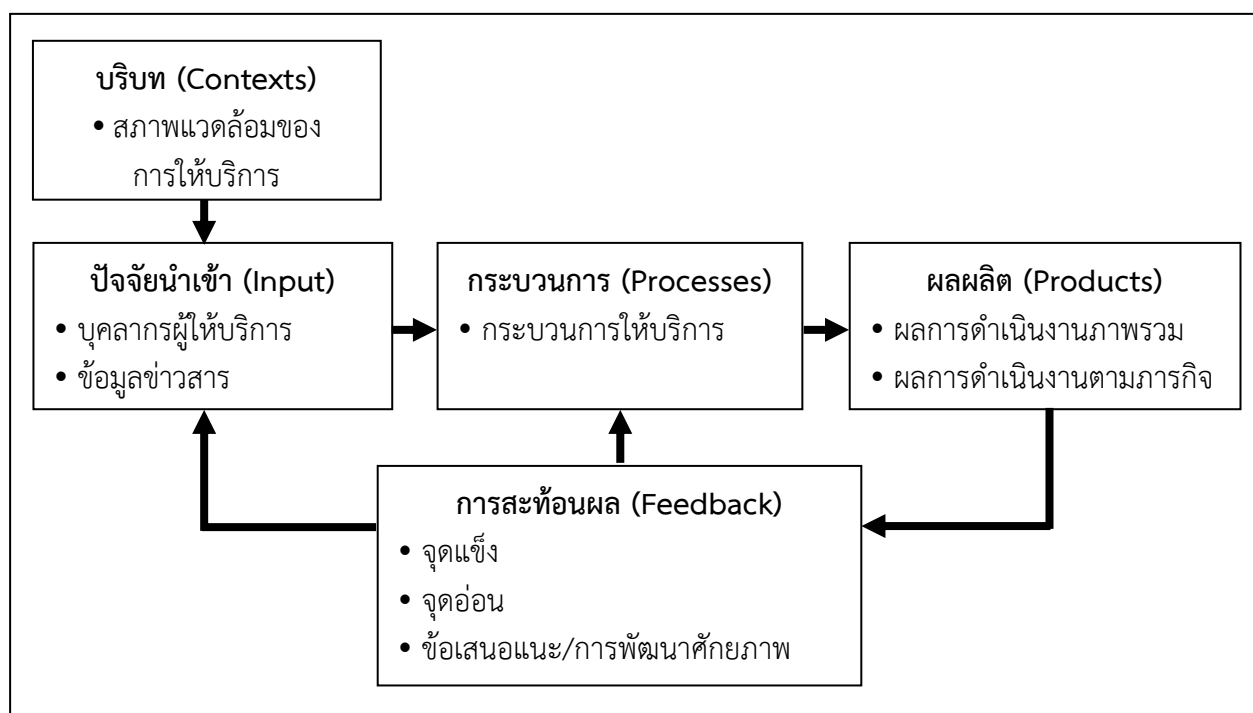 บริบท (Contexts)
• สภาพแวดล้อมของ
การให้บริการ
ปัจจัยนำเข้า (Input)
• บุคลากรผู้ให้บริการ
• ข้อมูลข่าวสาร
กระบวนการ (Processes)
• กระบวนการให้บริการ
ผลผลิต (Products)
• ผลการดำเนินงานภาพรวม
• ผลการดำเนินงานตามภารกิจ
การสะท้อนผล (Feedback)
• จุดแข็ง
• จุดอ่อน
• ข้อเสนอแนะ/การพัฒนาศักยภาพ